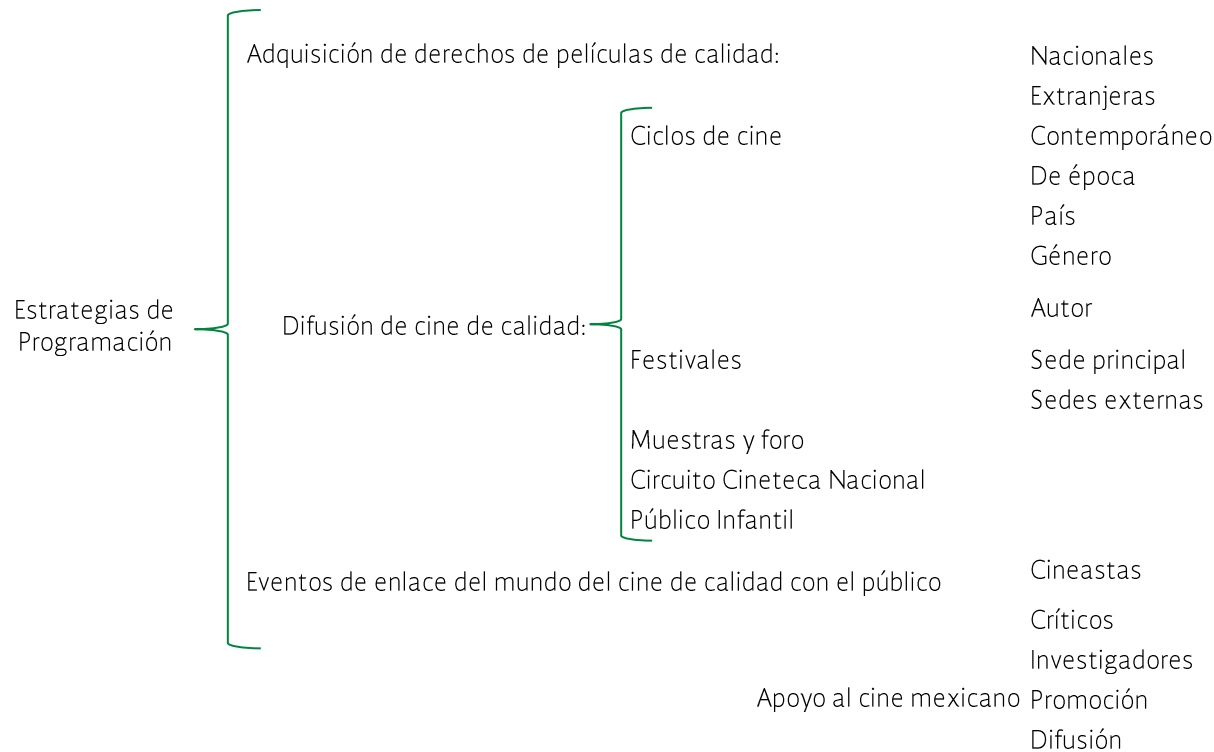 Adquisición de derechos de películas de calidad: Nacionales
Extranjeras
Ciclos de cine Contemporáneo
De época
País
Género
Autor
Estrategias de
Programación
Difusión de cine de calidad:
Festivales Sede principal
Sedes externas
Muestras y foro
Circuito Cineteca Nacional
Público Infantil
Eventos de enlace del mundo del cine de calidad con el público Cineastas
Críticos
Investigadores
Apoyo al cine mexicano Promoción
Difusión